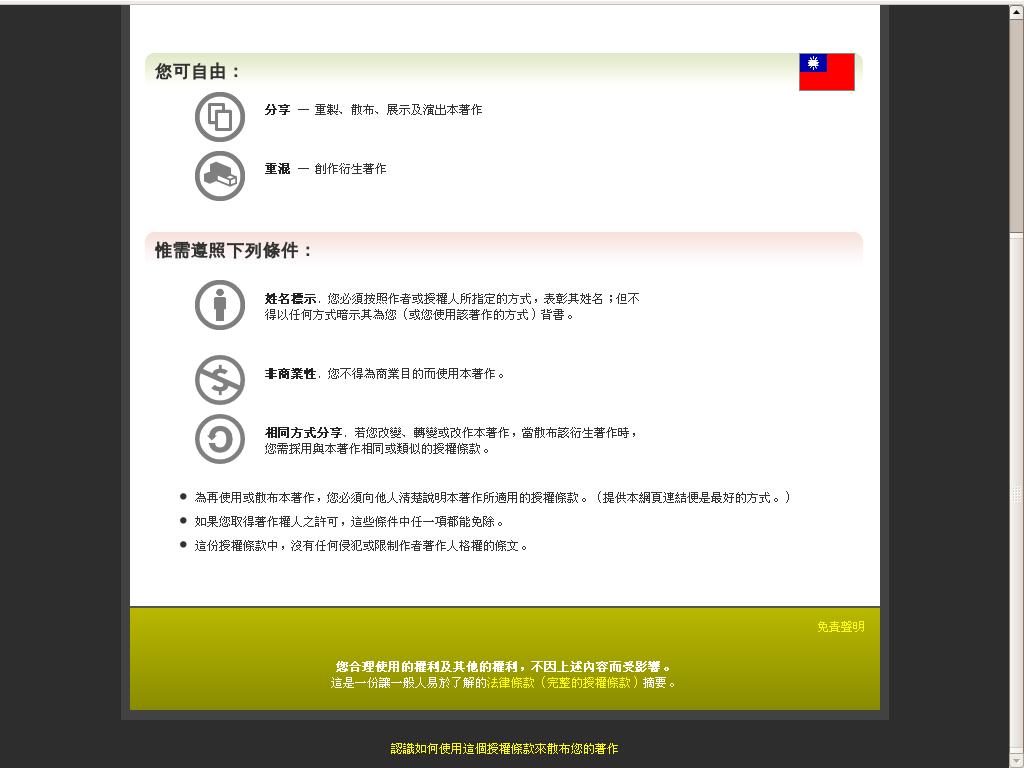 您可自由：
分享 — 重製、散布、展示及演出本著作
重混 — 創作衍生著作
惟需遵照下列條件：
姓名標示. 您必須按照作者或授權人所指定的方式，表彰其姓名；但不
得以任何方式暗示其為您（或您使用該著作的方式）背書。
非商業性. 您不得為商業目的而使用本著作。
相同方式分享. 若您改變、轉變或改作本著作，當散布該衍生著作時，
您需採用與本著作相同或類似的授權條款。
為再使用或散布本著作，您必須向他人清楚說明本著作所適用的授權條款。（提供本網頁連結便是最好的方式。）
如果您取得著作權人之許可，這些條件中任一項都能免除。
這份授權條款中，沒有任何侵犯或限制作者著作人格權的條文。
免責聲明
您合理使用的權利及其他的權利，不因上述內容而受影響。
這是一份讓一般人易於了解的法律條款（完整的授權條款）摘要。
認識如何使用這個授權條款來散布您的著作